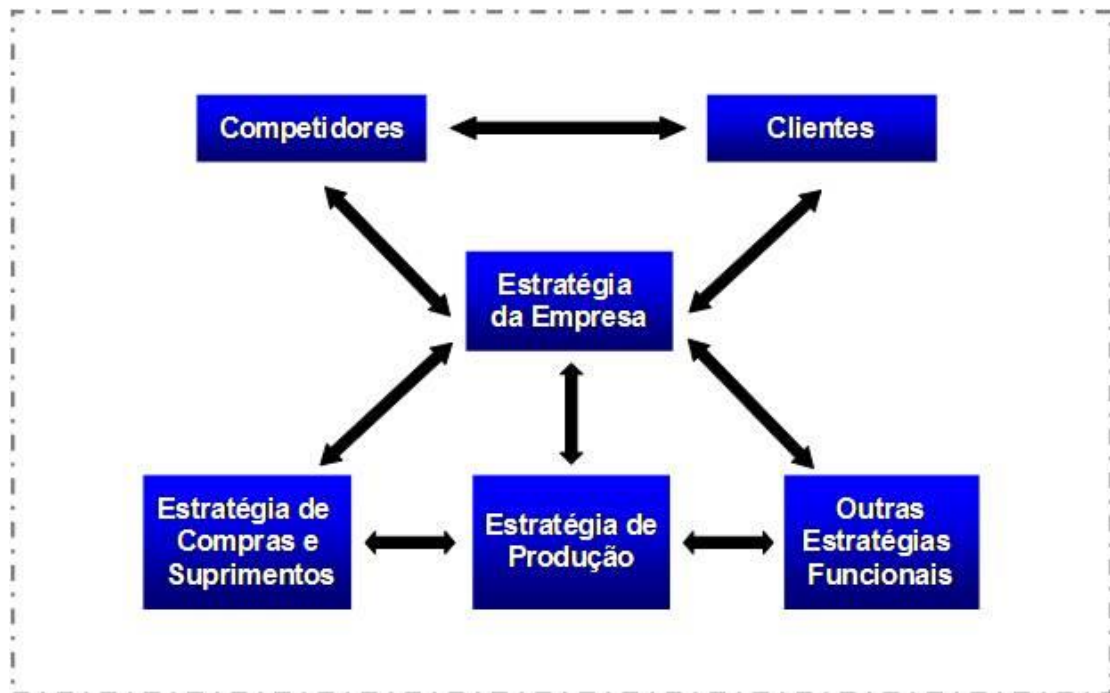 Competidores
Clientes
Estratégia
da Empresa
Estratégia de
Compras e
Suprimentos
Estratégia de
Produção
Outras
Estratégias
Funcionais